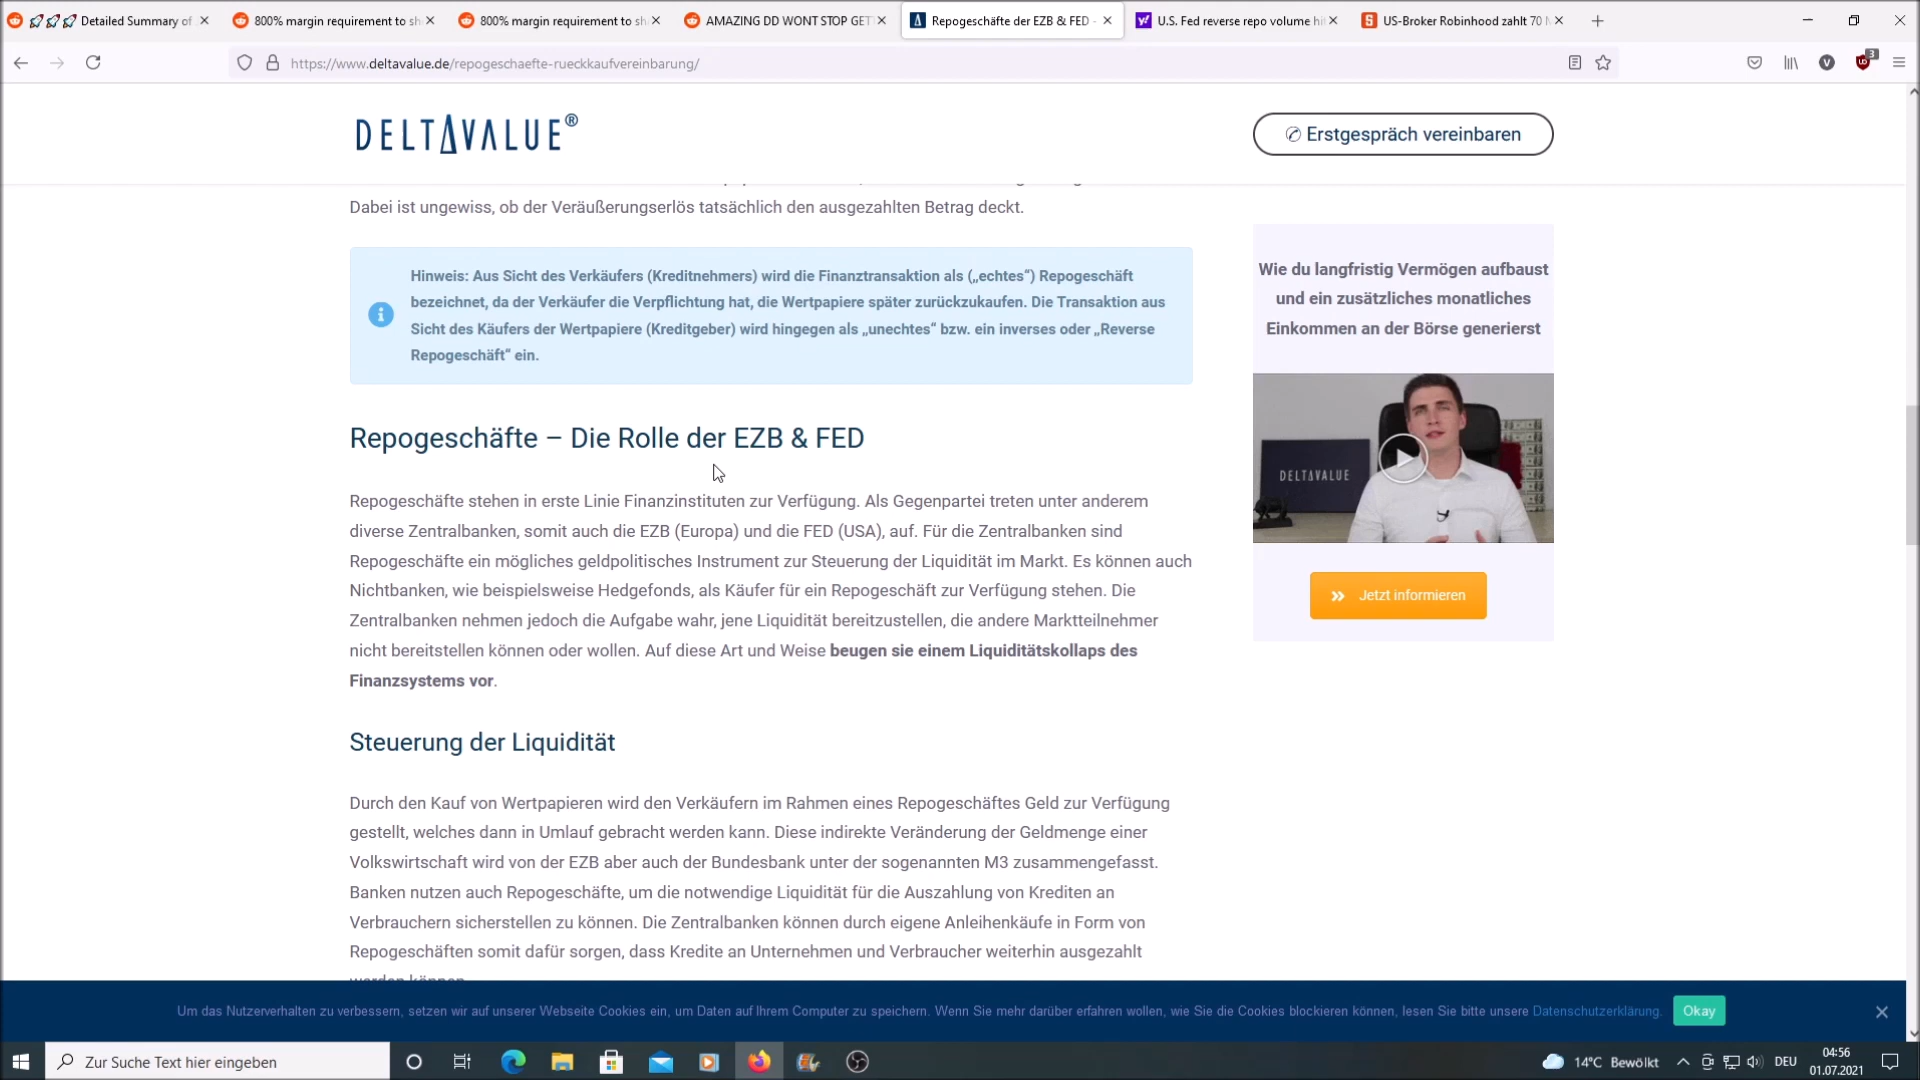 Detailed Summary of
800% margin requirement to sh
800% margin requirement to sh
AMAZING DD WONT STOP GET
Repogeschäfte der EZB & FED -
U.S. Fed reverse repo volume hit
US-Broker Robinhood zahlt 70 M
https://www.deltavalue.de/repogeschaefte-rueckkaufvereinbarung/
3
DELTAVALUE®
Erstgespräch vereinbaren
Dabei ist ungewiss, ob der Veräußerungserlös tatsächlich den ausgezahlten Betrag deckt.
Hinweis: Aus Sicht des Verkäufers (Kreditnehmers) wird die Finanztransaktion als („echtes“) Repogeschäft
bezeichnet, da der Verkäufer die Verpflichtung hat, die Wertpapiere später zurückzukaufen. Die Transaktion aus
Sicht des Käufers der Wertpapiere (Kreditgeber) wird hingegen als „unechtes“ bzw. ein inverses oder „Reverse
Repogeschäft“ ein.
Repogeschäfte – Die Rolle der EZB & FED
Repogeschäfte stehen in erste Linie Finanzinstituten zur Verfügung. Als Gegenpartei treten unter anderem
diverse Zentralbanken, somit auch die EZB (Europa) und die FED (USA), auf. Für die Zentralbanken sind
Repogeschäfte ein mögliches geldpolitisches Instrument zur Steuerung der Liquidität im Markt. Es können auch
Nichtbanken, wie beispielsweise Hedgefonds, als Käufer für ein Repogeschäft zur Verfügung stehen. Die
Zentralbanken nehmen jedoch die Aufgabe wahr, jene Liquidität bereitzustellen, die andere Marktteilnehmer
nicht bereitstellen können oder wollen. Auf diese Art und Weise beugen sie einem Liquiditätskollaps des
Finanzsystems vor.
Steuerung der Liquidität
Durch den Kauf von Wertpapieren wird den Verkäufern im Rahmen eines Repogeschäftes Geld zur Verfügung
gestellt, welches dann in Umlauf gebracht werden kann. Diese indirekte Veränderung der Geldmenge einer
Volkswirtschaft wird von der EZB aber auch der Bundesbank unter der sogenannten M3 zusammengefasst.
Banken nutzen auch Repogeschäfte, um die notwendige Liquidität für die Auszahlung von Krediten an
Verbrauchern sicherstellen zu können. Die Zentralbanken können durch eigene Anleihenkäufe in Form von
Repogeschäften somit dafür sorgen, dass Kredite an Unternehmen und Verbraucher weiterhin ausgezahlt
werden können
Wie du langfristig Vermögen aufbaust
und ein zusätzliches monatliches
Einkommen an der Börse generierst
DELTAVALUE
Jetzt informieren
Um das Nutzerverhalten zu verbessern, setzen wir auf unserer Webseite Cookies ein, um Daten auf Ihrem Computer zu speichern. Wenn Sie mehr darüber erfahren wollen, wie Sie die Cookies blockieren können, lesen Sie bitte unsere Datenschutzerklärung.
Okay
Zur Suche Text hier eingeben
14°C Bewölkt
DEU
04:56
01.07.2021